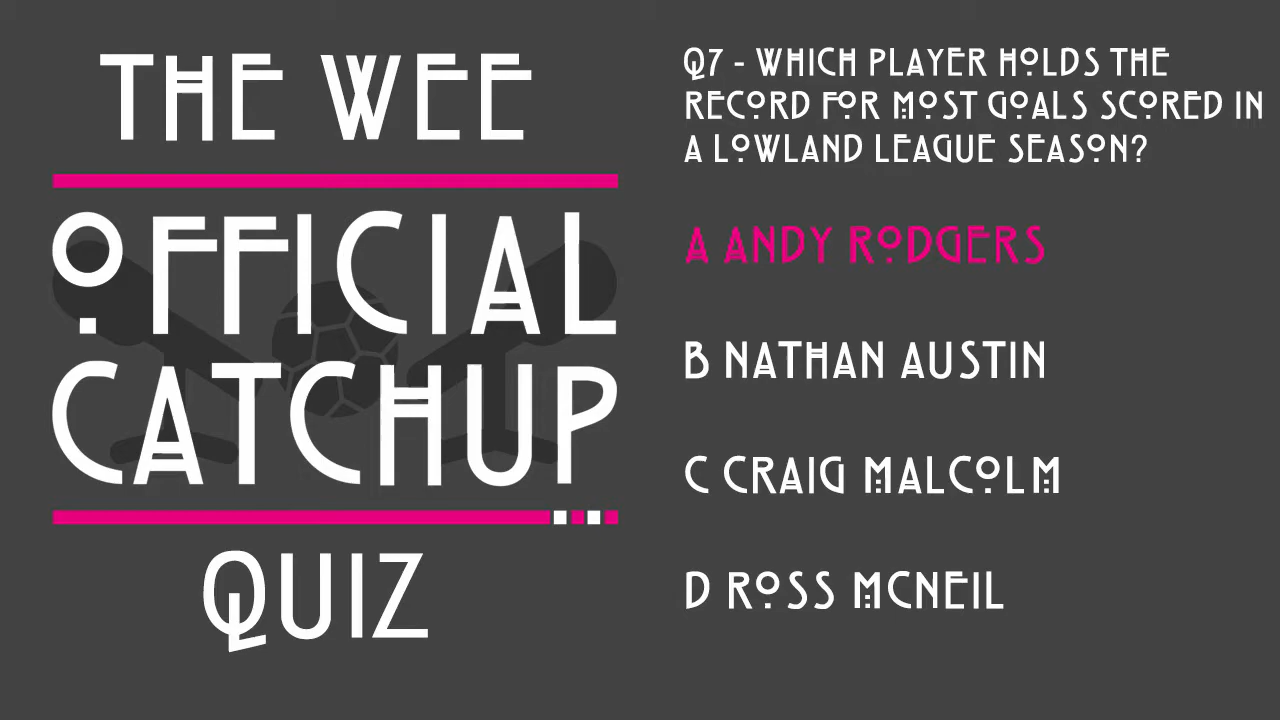 THE WEE
OFFICIAL
CATCHUP
QUIZ
Q7 - WHICH PLAYER HOLDS THE
RECORD FOR MOST GOALS SCORED IN
A LOWLAND LEAGUE SEASON?
A ANDY RODGERS
B NATHAN AUSTIN
C CRAIG MALCOLM
D ROSS MCNEIL